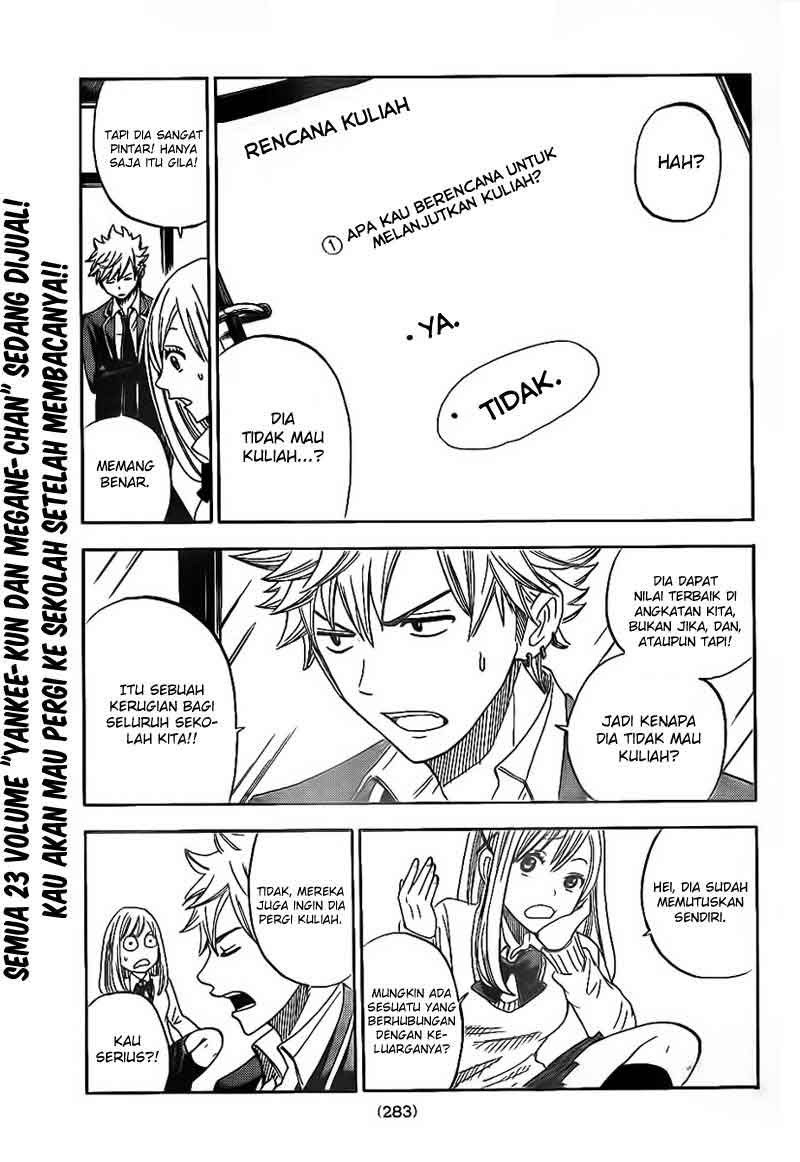 HAH?
RENCANA KULIAH
① APA KAU BERENCANA UNTUK
MELANJUTKAN KULIAH?
• YA.
• TIDAK.
DIA
TIDAK MAU
KULIAH...?
TAPI DIA SANGAT
PINTAR! HANYA
SAJA ITU GILA!
MEMANG
BENAR.
DIA DAPAT
NILAI TERBAIK DI
ANGKATAN KITA,
BUKAN JIKA, DAN,
ATAUPUN TAPI!
JADI KENAPA
DIA TIDAK MAU
KULIAH?
ITU SEBUAH
KERUGIAN BAGI
SELURUH SEKO-
LAH KITA!!
HEI, DIA SUDAH
MEMUTUSKAN
SENDIRI.
MUNGKIN ADA
SESUATU YANG
BERHUBUNGAN
DENGAN KE-
LUARGANYA?
TIDAK, MEREKA
JUGA INGIN DIA
PERGI KULIAH.
KAU
SERIUS?!
SEMUA 23 VOLUME "YANKEE-KUN DAN MEGANE-CHAN" SEDANG DIJUAL!
KAU AKAN MAU PERGI KE SEKOLAH SETELAH MEMBACANYA!!
(283)